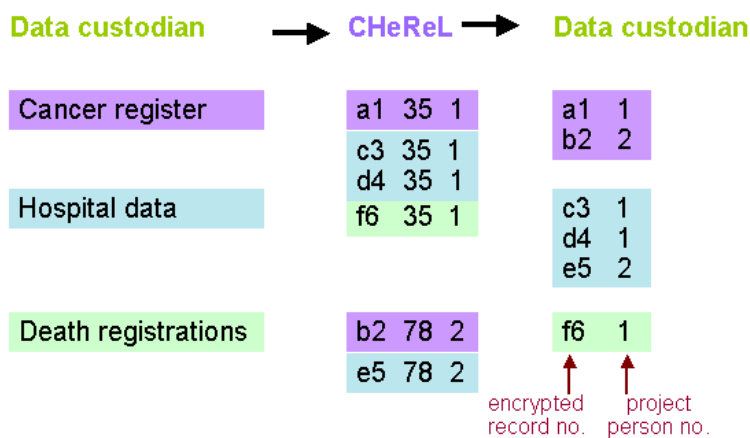 Data custodian CHeReL Data custodian
Cancer register
a1 35 1
c3 35 1
d4 35 1
f6 35 1
a1 1
b2 2
Hospital data
c3 1
d4 1
e5 2
Death registrations
b2 78 2
e5 78 2
f6 1
encrypted
record no.
project
person no.